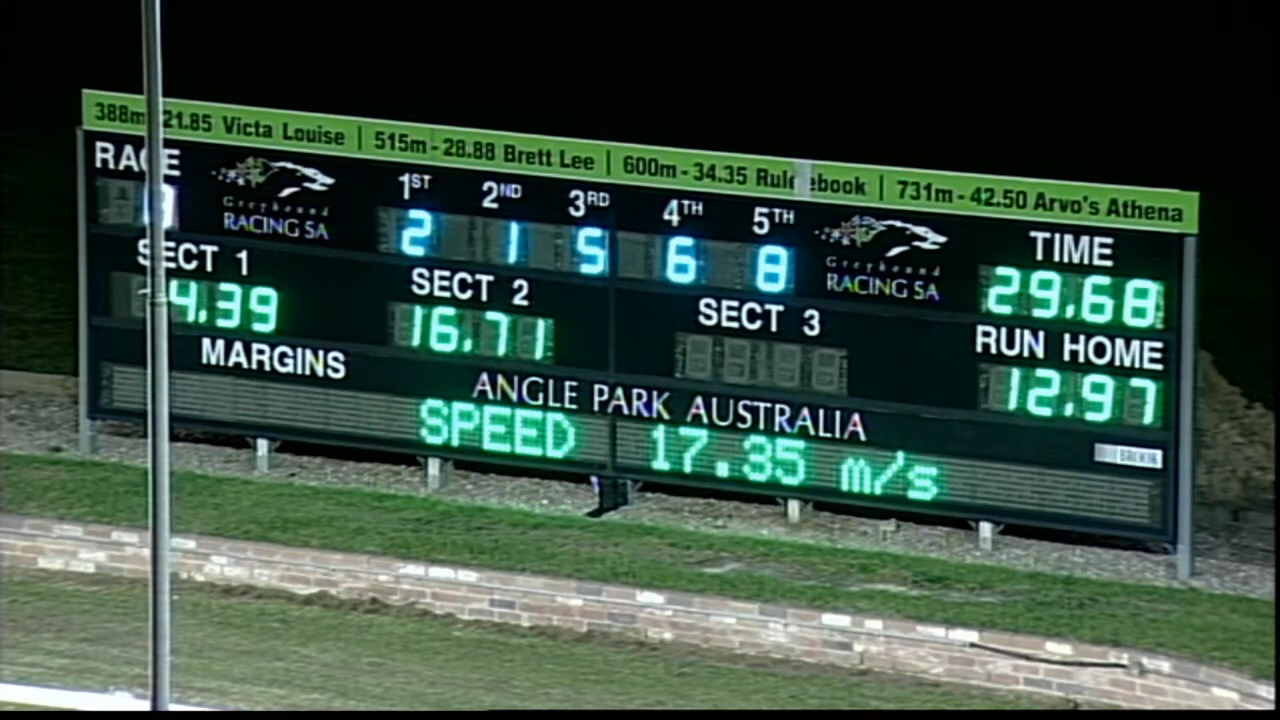 388m 21.85 Victa Louise | 515m - 28.88 Brett Lee | 600m - 34.35 Rulebook | 731m - 42.50 Arvo's Athena
RACE
Greyhound
RACING SA
1ST 2ND 3RD 4TH 5TH
2 1 5 6 8
Greyhound
RACING SA
TIME
29.68
SECT 1
4.39
SECT 2
16.71
SECT 3
RUN HOME
12.97
MARGINS
ANGLE PARK AUSTRALIA
SPEED 17.35 m/s